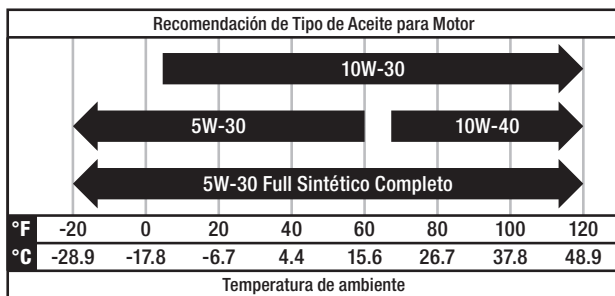 Recomendación de Tipo de Aceite para Motor
10W-30
5W-30 10W-40
5W-30 Full Sintético Completo
°F -20 0 20 40 60 80 100 120
°C -28.9 -17.8 -6.7 4.4 15.6 26.7 37.8 48.9
Temperatura de ambiente